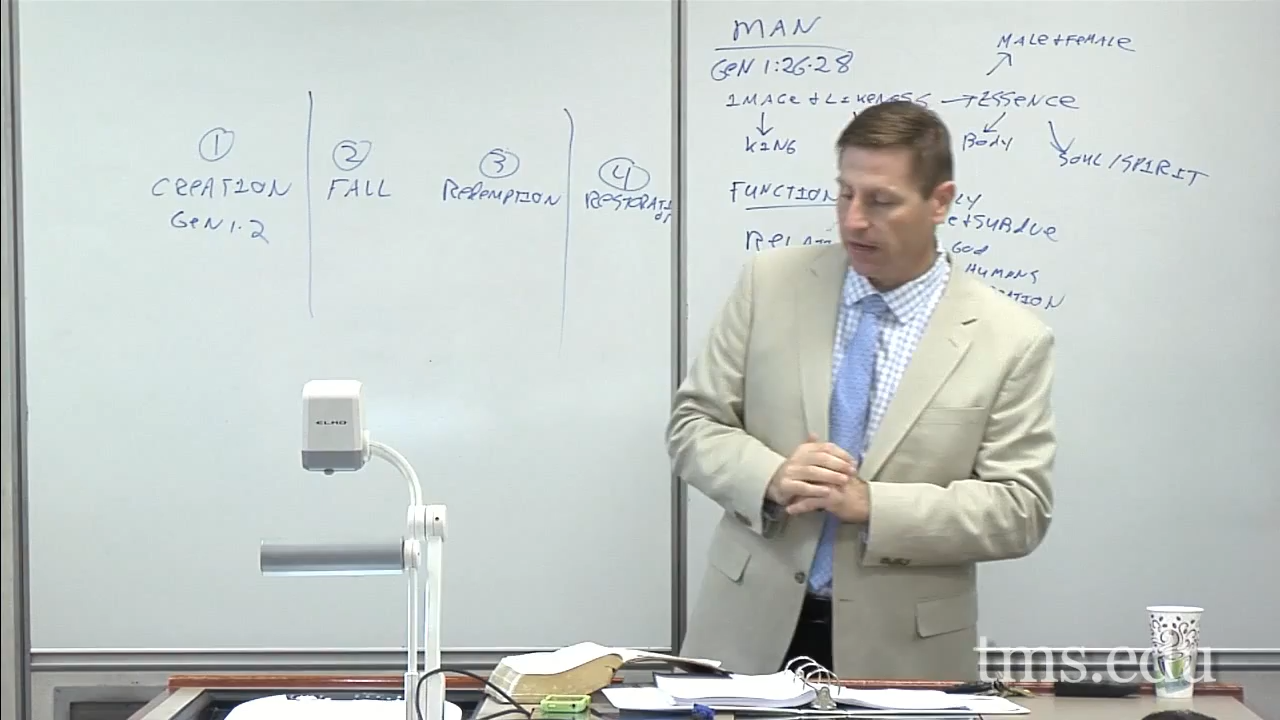 ①
CREATION
GEN 1-2
②
FALL
③
REDEMPTION
④
RESTORATI
MAN
GEN 1:26-28
MALE + FEMALE
IMAGE + LIKENESS → ESSENCE
KING
BODY
SOUL/SPIRIT
FUNCTION
+ SUBDUE
GOD
HUMANS
ELMO
tms.edu